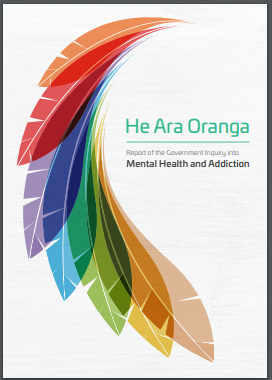 He Ara Oranga
Report of the Government Inquiry into
Mental Health and Addiction